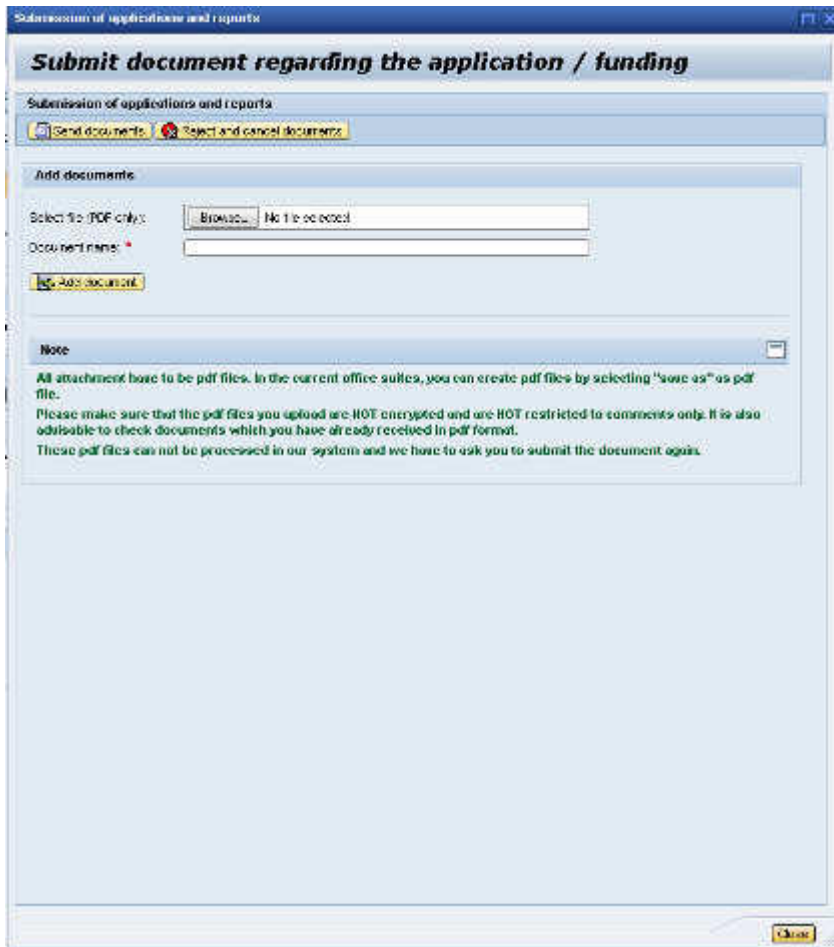 Submission of applications and reports
Submit document regarding the application / funding
Submission of applications and reports
Send documents Reject and cancel documents
Add documents
Select file (PDF only): Browse... No file selected
Document name: *
Add document
Note
All attachment have to be pdf files. In the current office suites, you can create pdf files by selecting "save as" as pdf
file.
Please make sure that the pdf files you upload are NOT encrypted and are NOT restricted to comments only. It is also
advisable to check documents which you have already received in pdf format.
These pdf files can not be processed in our system and we have to ask you to submit the document again.
Close